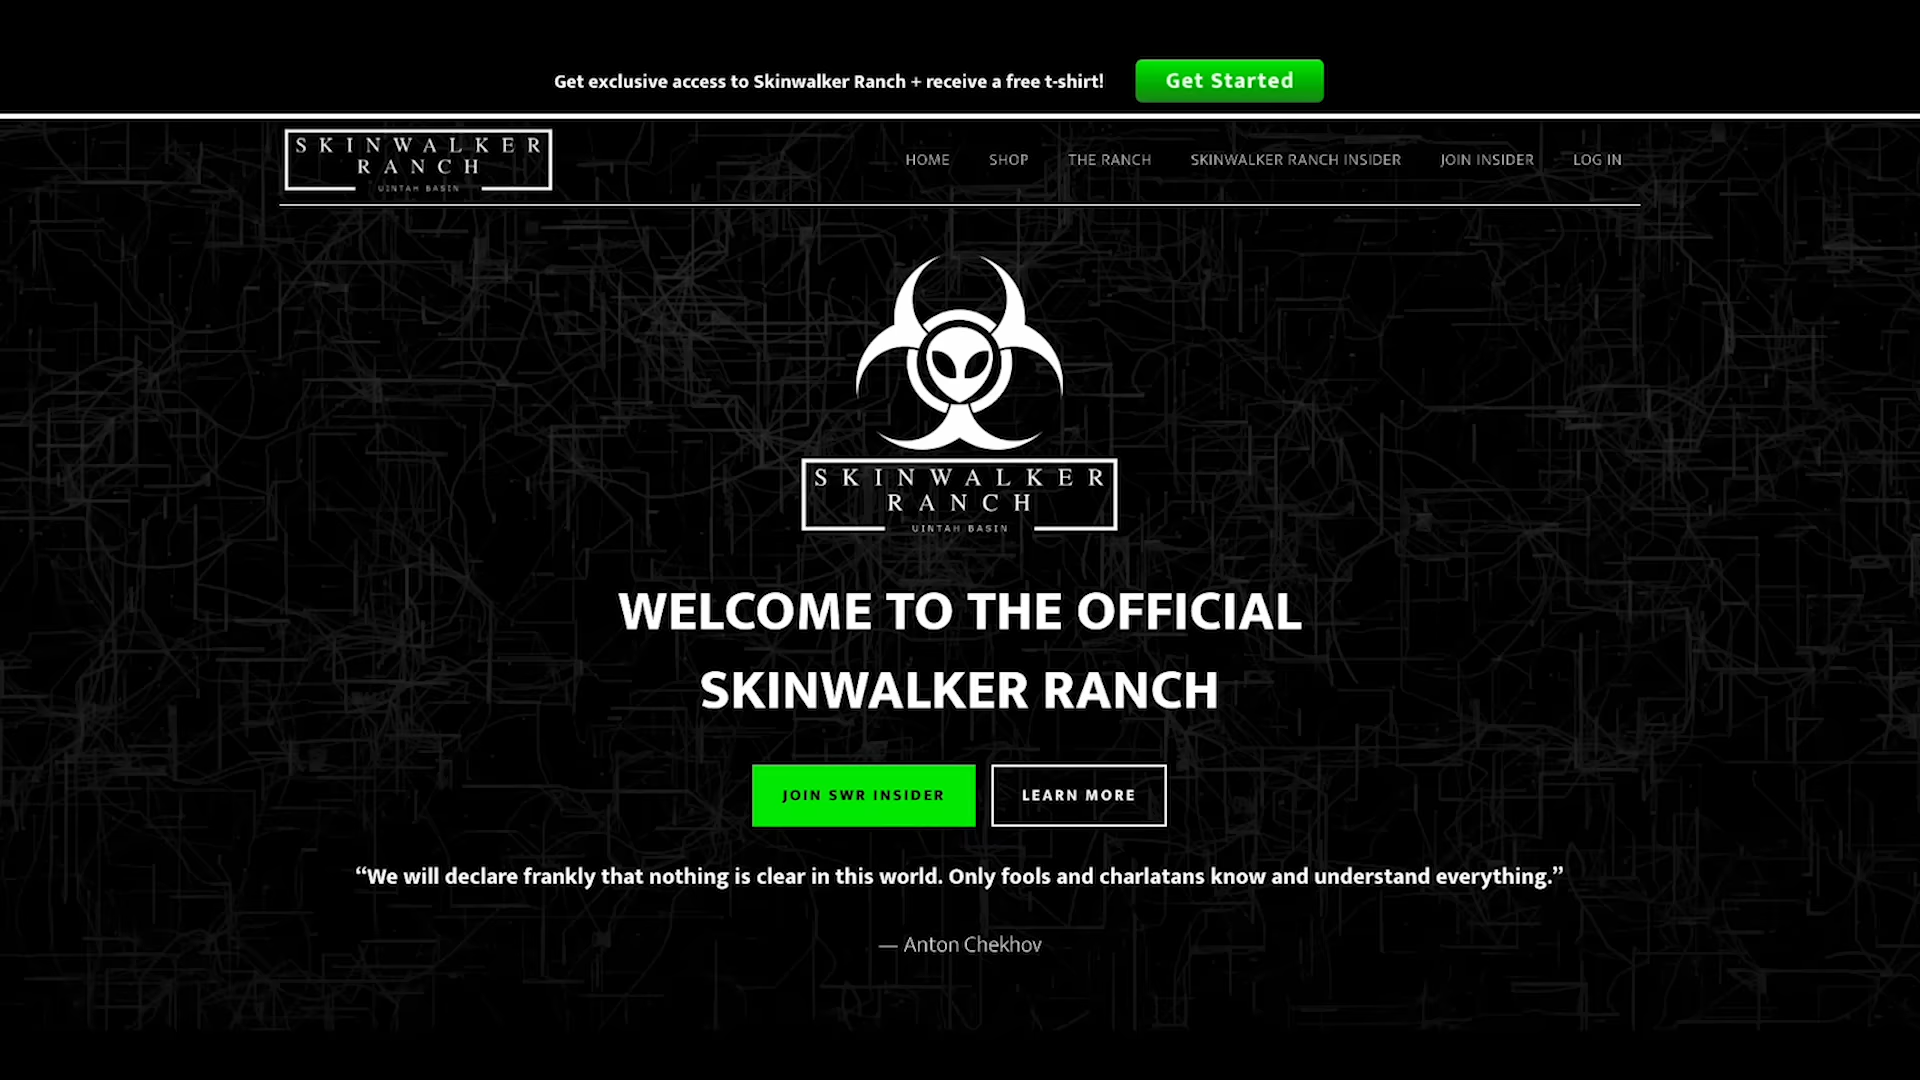 Get exclusive access to Skinwalker Ranch + receive a free t-shirt!
Get Started
SKINWALKER
RANCH
UINTAH BASIN
HOME SHOP THE RANCH SKINWALKER RANCH INSIDER JOIN INSIDER LOG IN
SKINWALKER
RANCH
UINTAH BASIN
WELCOME TO THE OFFICIAL
SKINWALKER RANCH
JOIN SWR INSIDER LEARN MORE
“We will declare frankly that nothing is clear in this world. Only fools and charlatans know and understand everything.”
— Anton Chekhov